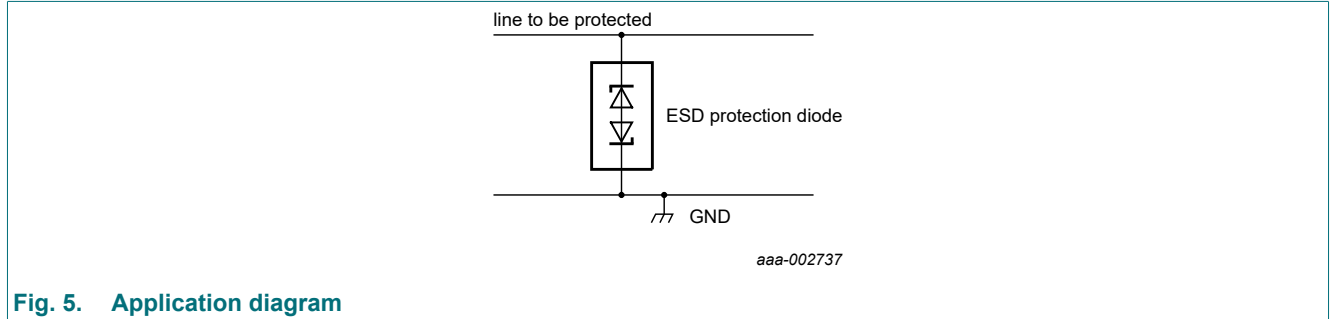 line to be protected
ESD protection diode
GND
aaa-002737
Fig. 5. Application diagram